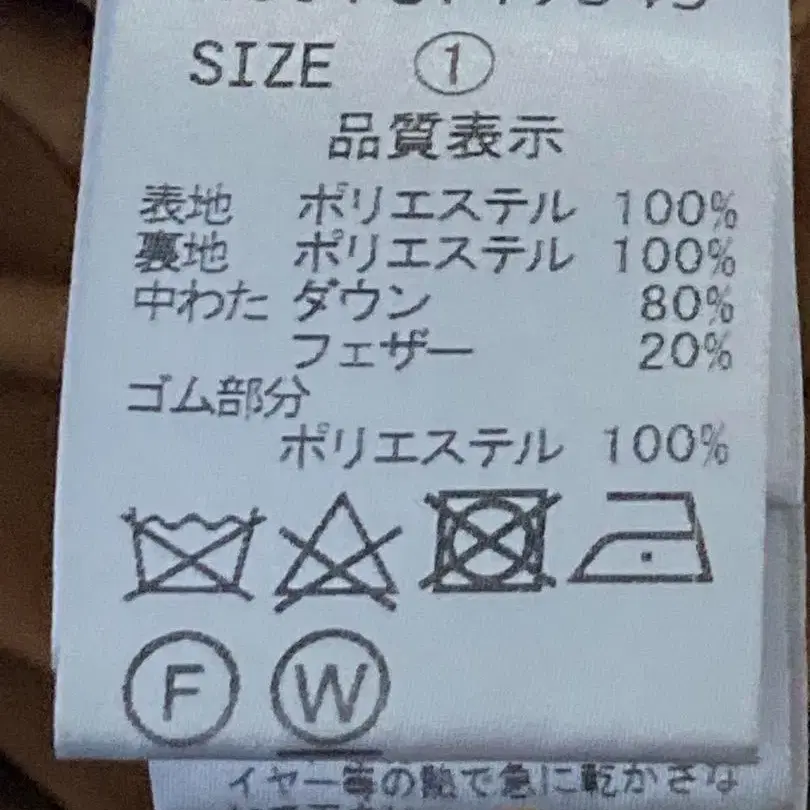 SIZE ①
品質表示
表地 ポリエステル 100%
裏地 ポリエステル 100%
中わた ダウン 80%
フェザー 20%
ゴム部分
ポリエステル 100%
F W
イヤー等の熱で急に乾かさな